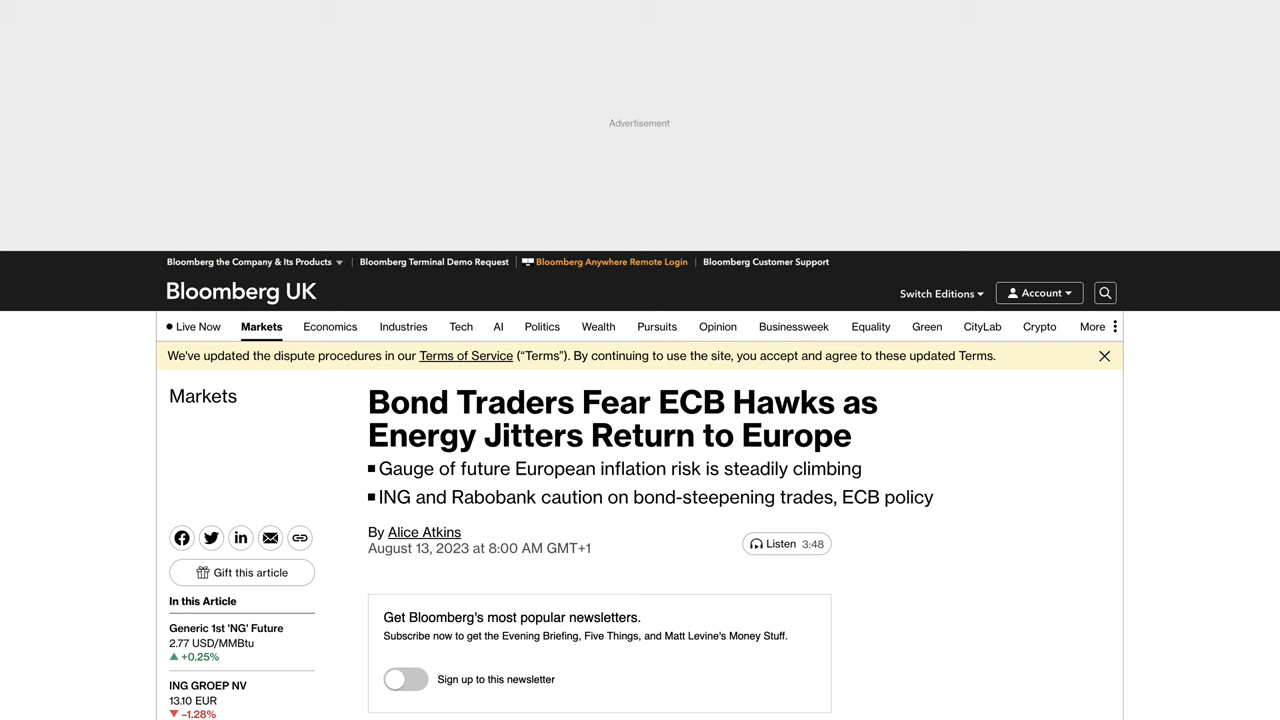 Advertisement
Bloomberg the Company & Its Products
Bloomberg Terminal Demo Request
Bloomberg Anywhere Remote Login
Bloomberg Customer Support
Bloomberg UK
Switch Editions
Account
Live Now Markets Economics Industries Tech AI Politics Wealth Pursuits Opinion Businessweek Equality Green CityLab Crypto More
We've updated the dispute procedures in our Terms of Service (“Terms”). By continuing to use the site, you accept and agree to these updated Terms.
Markets
Bond Traders Fear ECB Hawks as
Energy Jitters Return to Europe
Gauge of future European inflation risk is steadily climbing
ING and Rabobank caution on bond-steepening trades, ECB policy
By Alice Atkins
August 13, 2023 at 8:00 AM GMT+1
Listen 3:48
Gift this article
In this Article
Generic 1st 'NG' Future
2.77 USD/MMBtu
+0.25%
ING GROEP NV
13.10 EUR
–1.28%
Get Bloomberg's most popular newsletters.
Subscribe now to get the Evening Briefing, Five Things, and Matt Levine's Money Stuff.
Sign up to this newsletter